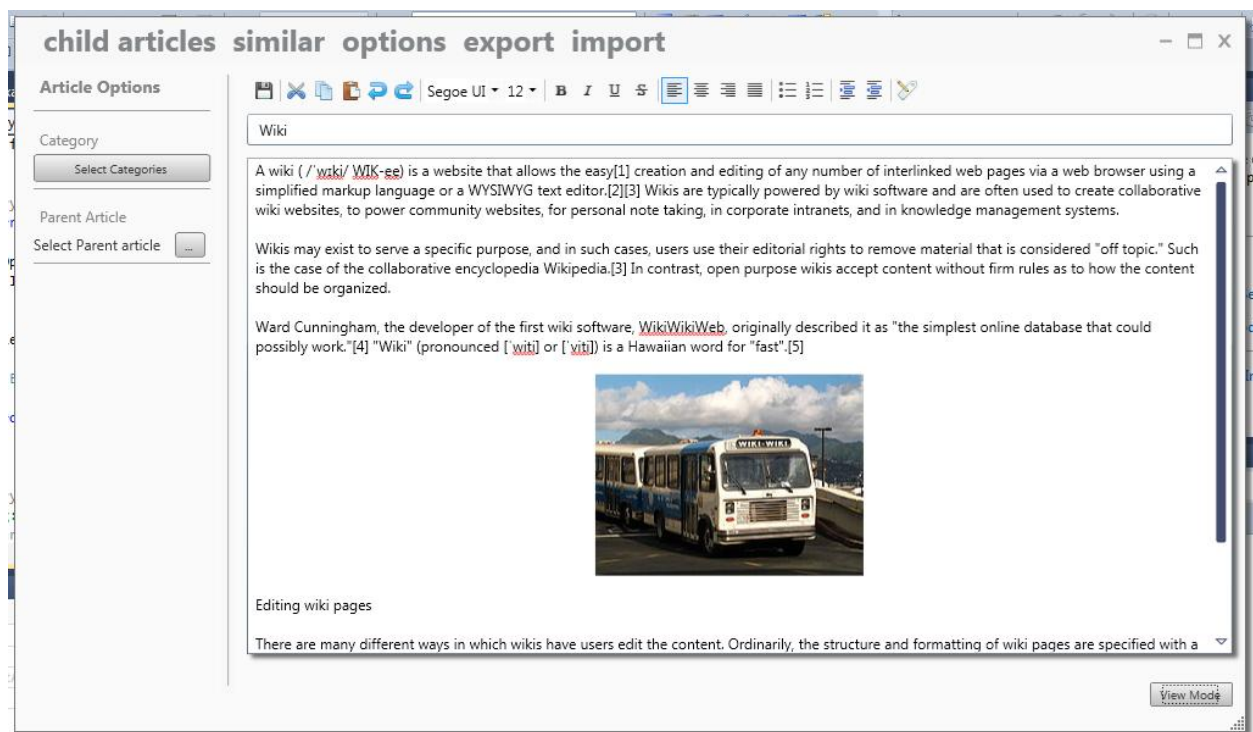 child articles similar options export import
Article Options
Category
Select Categories
Parent Article
Select Parent article ...
Segoe UI 12 B I U S
Wiki
A wiki ( /ˈwɪki/ WIK-ee) is a website that allows the easy[1] creation and editing of any number of interlinked web pages via a web browser using a
simplified markup language or a WYSIWYG text editor.[2][3] Wikis are typically powered by wiki software and are often used to create collaborative
wiki websites, to power community websites, for personal note taking, in corporate intranets, and in knowledge management systems.
Wikis may exist to serve a specific purpose, and in such cases, users use their editorial rights to remove material that is considered "off topic." Such
is the case of the collaborative encyclopedia Wikipedia.[3] In contrast, open purpose wikis accept content without firm rules as to how the content
should be organized.
Ward Cunningham, the developer of the first wiki software, WikiWikiWeb, originally described it as "the simplest online database that could
possibly work."[4] "Wiki" (pronounced [ˈwiti] or [ˈviti]) is a Hawaiian word for "fast".[5]
WIKI-WIKI
Editing wiki pages
There are many different ways in which wikis have users edit the content. Ordinarily, the structure and formatting of wiki pages are specified with a
View Mode